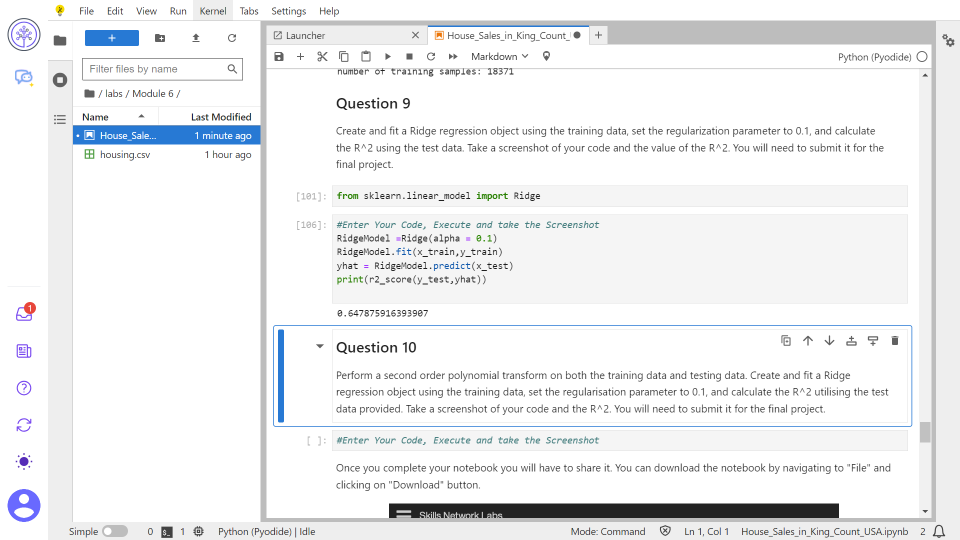 File Edit View Run Kernel Tabs Settings Help
+
Filter files by name
/ labs / Module 6 /
Name Last Modified
• House_Sale... 1 minute ago
housing.csv 1 hour ago
1
Launcher × House_Sales_in_King_Count_ +
Markdown Python (Pyodide)
number of training samples: 18371
Question 9
Create and fit a Ridge regression object using the training data, set the regularization parameter to 0.1, and calculate
the R^2 using the test data. Take a screenshot of your code and the value of the R^2. You will need to submit it for the
final project.
[101]: from sklearn.linear_model import Ridge
[106]: #Enter Your Code, Execute and take the Screenshot
RidgeModel =Ridge(alpha = 0.1)
RidgeModel.fit(x_train,y_train)
yhat = RidgeModel.predict(x_test)
print(r2_score(y_test,yhat))
0.647875916393907
Question 10
Perform a second order polynomial transform on both the training data and testing data. Create and fit a Ridge
regression object using the training data, set the regularisation parameter to 0.1, and calculate the R^2 utilising the test
data provided. Take a screenshot of your code and the R^2. You will need to submit it for the final project.
[ ]: #Enter Your Code, Execute and take the Screenshot
Once you complete your notebook you will have to share it. You can download the notebook by navigating to "File" and
clicking on "Download" button.
Skills Network Labs
Simple 0 1 Python (Pyodide) | Idle Mode: Command Ln 1, Col 1 House_Sales_in_King_Count_USA.ipynb 2